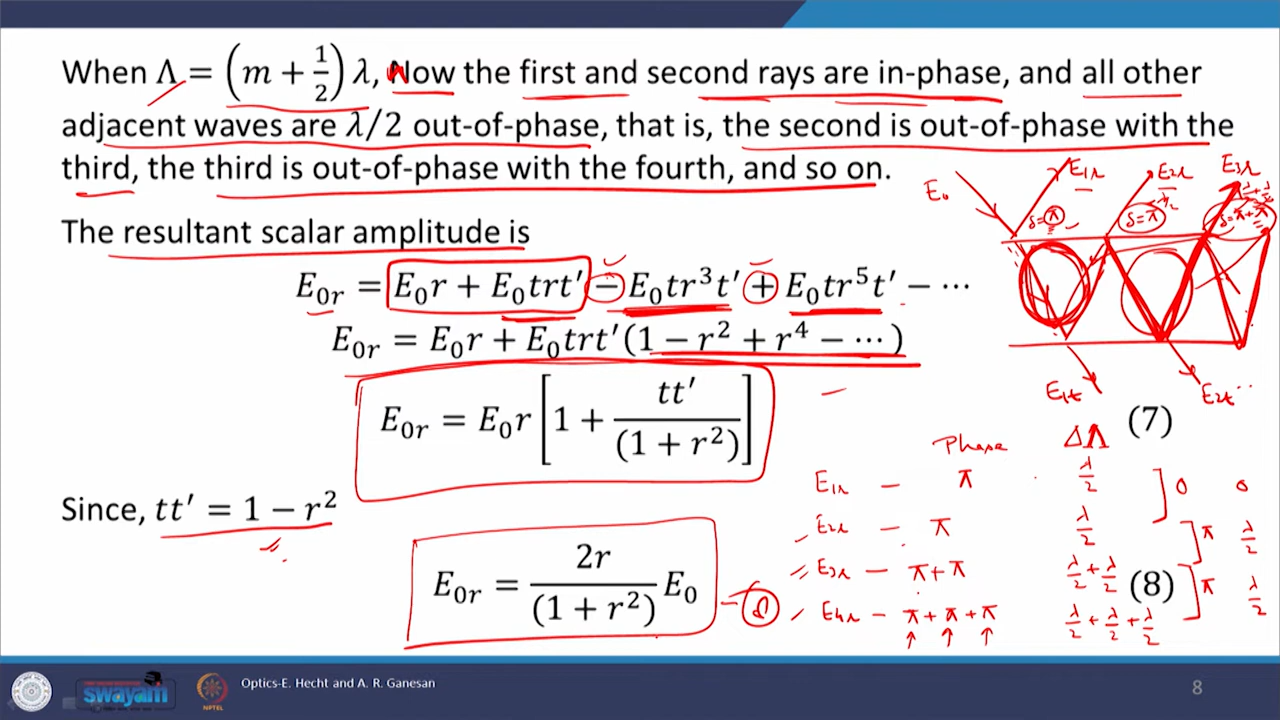 When Λ = (m + 1/2) λ, Now the first and second rays are in-phase, and all other
adjacent waves are λ/2 out-of-phase, that is, the second is out-of-phase with the
third, the third is out-of-phase with the fourth, and so on.
The resultant scalar amplitude is
E₀ᵣ = E₀r + E₀trt′ − E₀tr³t′ + E₀tr⁵t′ − ⋯
E₀ᵣ = E₀r + E₀trt′(1 − r² + r⁴ − ⋯)
E₀ᵣ = E₀r [1 + tt′/(1 + r²)] (7)
Since, tt′ = 1 − r²
E₀ᵣ = 2r/(1 + r²) E₀ (8)
E₀
E₁ᵣ
E₂ᵣ
E₃ᵣ
δ=π
δ=π
δ=π+π
E₁ₜ
E₂ₜ ..
Phase ΔΛ
E₁ᵣ − π λ/2 0 0
E₂ᵣ − π λ/2 π λ/2
E₃ᵣ − π+π λ/2+λ/2 π λ/2
E₄ᵣ − π+π+π λ/2+λ/2+λ/2
swayam
NPTEL
Optics-E. Hecht and A. R. Ganesan
8